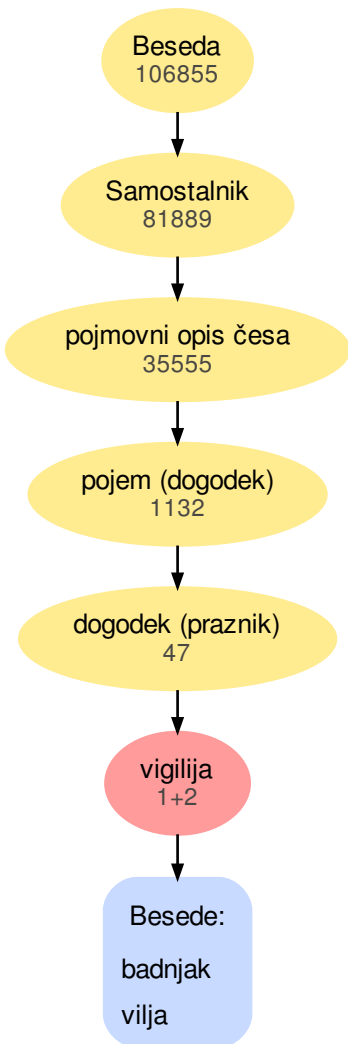 Beseda
106855
Samostalnik
81889
pojmovni opis česa
35555
pojem (dogodek)
1132
dogodek (praznik)
47
vigilija
1+2
Besede:
badnjak
vilja